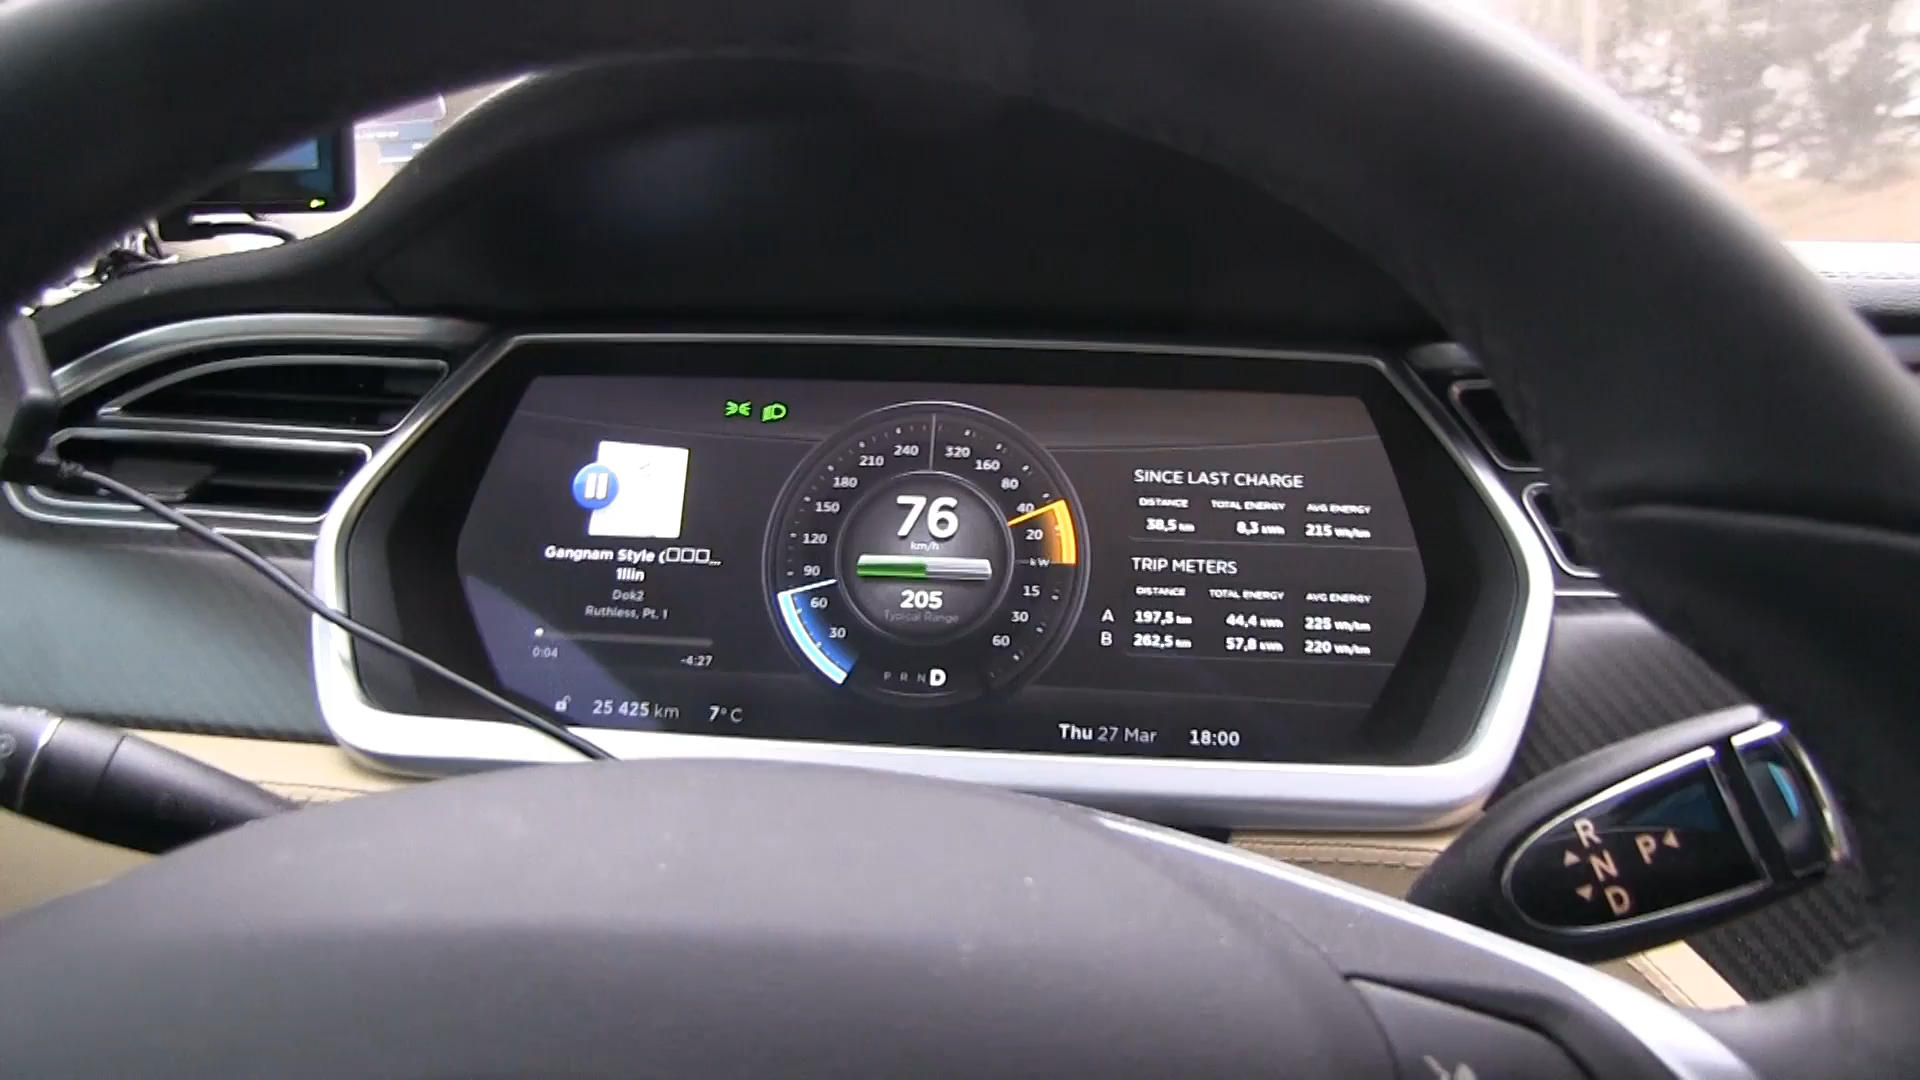 Gangnam Style (□□□...
1llin
Dok2
Ruthless, Pt. 1
0:04
-4:27
25 425 km
7°C
240
210
180
150
120
90
60
30
320
160
80
40
20
kW
15
30
60
76
km/h
205
Typical Range
P R N D
SINCE LAST CHARGE
DISTANCE TOTAL ENERGY AVG ENERGY
38,5 km 8,3 kWh 215 Wh/km
TRIP METERS
DISTANCE TOTAL ENERGY AVG ENERGY
A 197,5 km 44,4 kWh 225 Wh/km
B 262,5 km 57,8 kWh 220 Wh/km
Thu 27 Mar 18:00
R
N P
D